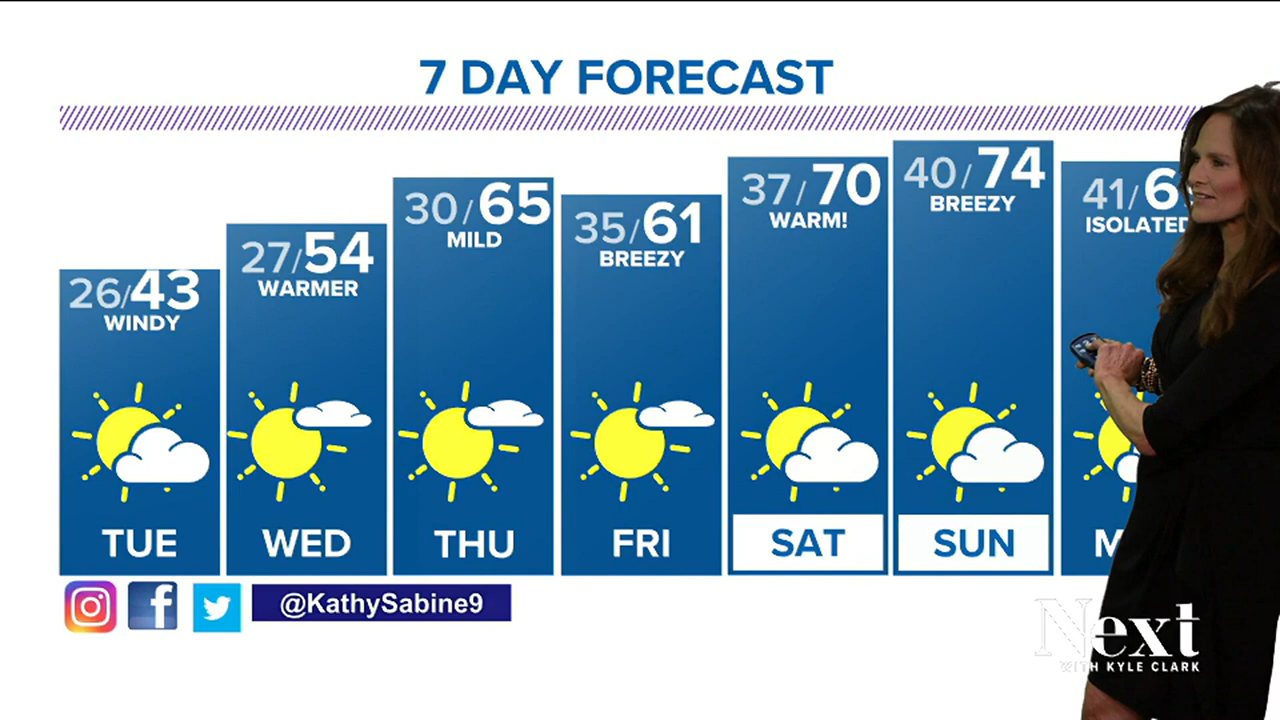 7 DAY FORECAST
26/43
WINDY
27/54
WARMER
30/65
MILD
35/61
BREEZY
37/70
WARM!
40/74
BREEZY
41/6
ISOLATED
TUE
WED
THU
FRI
SAT
SUN
M
@KathySabine9
Next
WITH KYLE CLARK